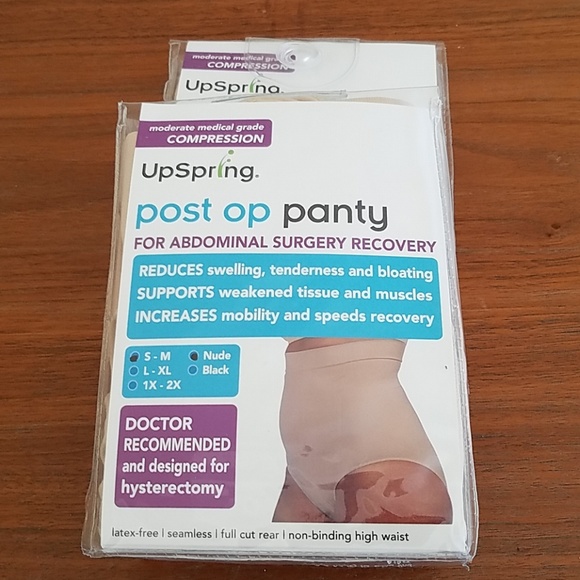 moderate medical grade
COMPRESSION
UpSpring.
moderate medical grade
COMPRESSION
UpSpring®
post op panty
FOR ABDOMINAL SURGERY RECOVERY
REDUCES swelling, tenderness and bloating
SUPPORTS weakened tissue and muscles
INCREASES mobility and speeds recovery
S - M Nude
L - XL Black
1X - 2X
DOCTOR
RECOMMENDED
and designed for
hysterectomy
latex-free | seamless | full cut rear | non-binding high waist